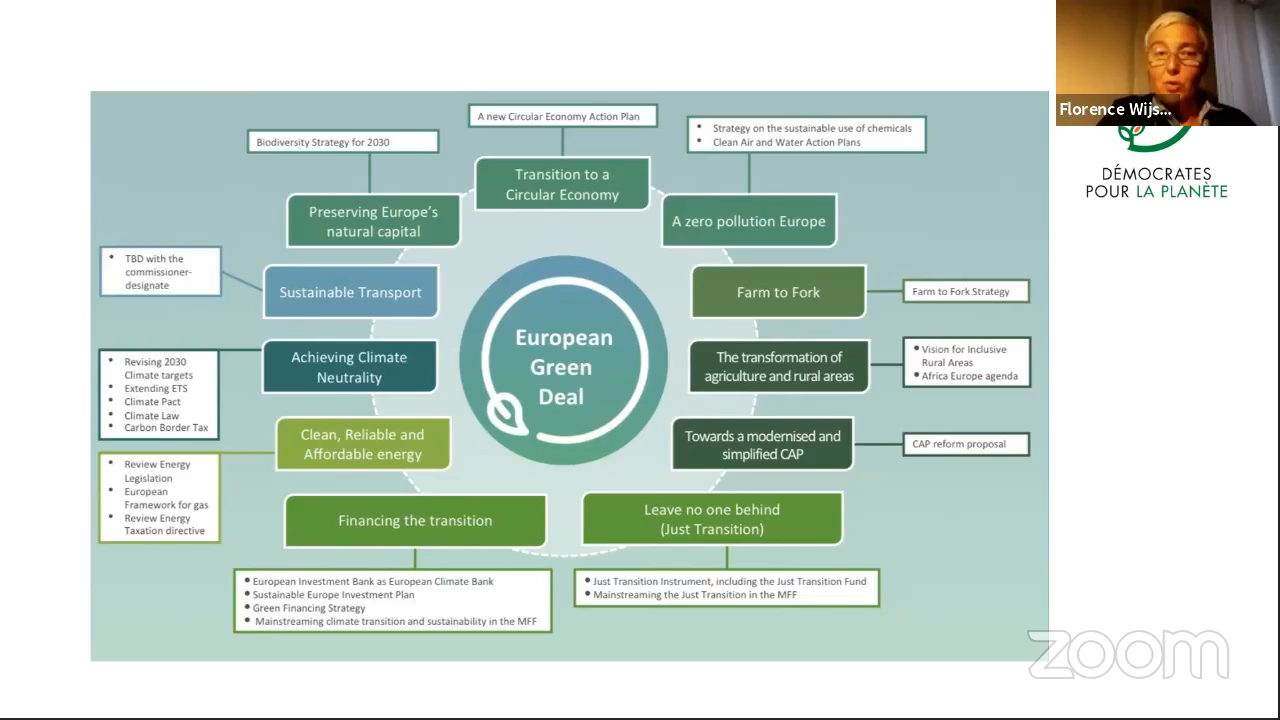 A new Circular Economy Action Plan
Biodiversity Strategy for 2030
• Strategy on the sustainable use of chemicals
• Clean Air and Water Action Plans
Transition to a
Circular Economy
Preserving Europe's
natural capital
A zero pollution Europe
• TBD with the
commissioner-
designate
Sustainable Transport
Farm to Fork
Farm to Fork Strategy
European
Green
Deal
• Revising 2030
Climate targets
• Extending ETS
• Climate Pact
• Climate Law
• Carbon Border Tax
Achieving Climate
Neutrality
The transformation of
agriculture and rural areas
• Vision for Inclusive
Rural Areas
• Africa Europe agenda
Clean, Reliable and
Affordable energy
Towards a modernised and
simplified CAP
CAP reform proposal
• Review Energy
Legislation
• European
Framework for gas
• Review Energy
Taxation directive
Financing the transition
Leave no one behind
(Just Transition)
• European Investment Bank as European Climate Bank
• Sustainable Europe Investment Plan
• Green Financing Strategy
• Mainstreaming climate transition and sustainability in the MFF
• Just Transition Instrument, including the Just Transition Fund
• Mainstreaming the Just Transition in the MFF
Florence Wijs...
DÉMOCRATES
POUR LA PLANÈTE
zoom